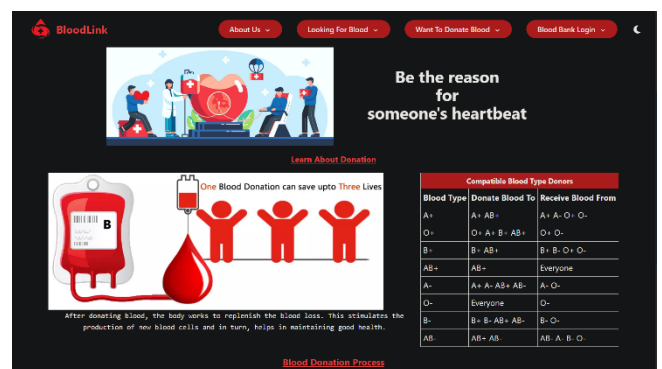 BloodLink
About Us
Looking For Blood
Want To Donate Blood
Blood Bank Login
Be the reason
for
someone's heartbeat
Learn About Donation
One Blood Donation can save upto Three Lives
B
After donating blood, the body works to replenish the blood loss. This stimulates the
production of new blood cells and in turn, helps in maintaining good health.
Compatible Blood Type Donors
Blood Type Donate Blood To Receive Blood From
A+ A+ AB+ A+ A- O+ O-
O+ O+ A+ B+ AB+ O+ O-
B+ B+ AB+ B+ B- O+ O-
AB+ AB+ Everyone
A- A+ A- AB+ AB- A- O-
O- Everyone O-
B- B+ B- AB+ AB- B- O-
AB- AB+ AB- AB- A- B- O-
Blood Donation Process